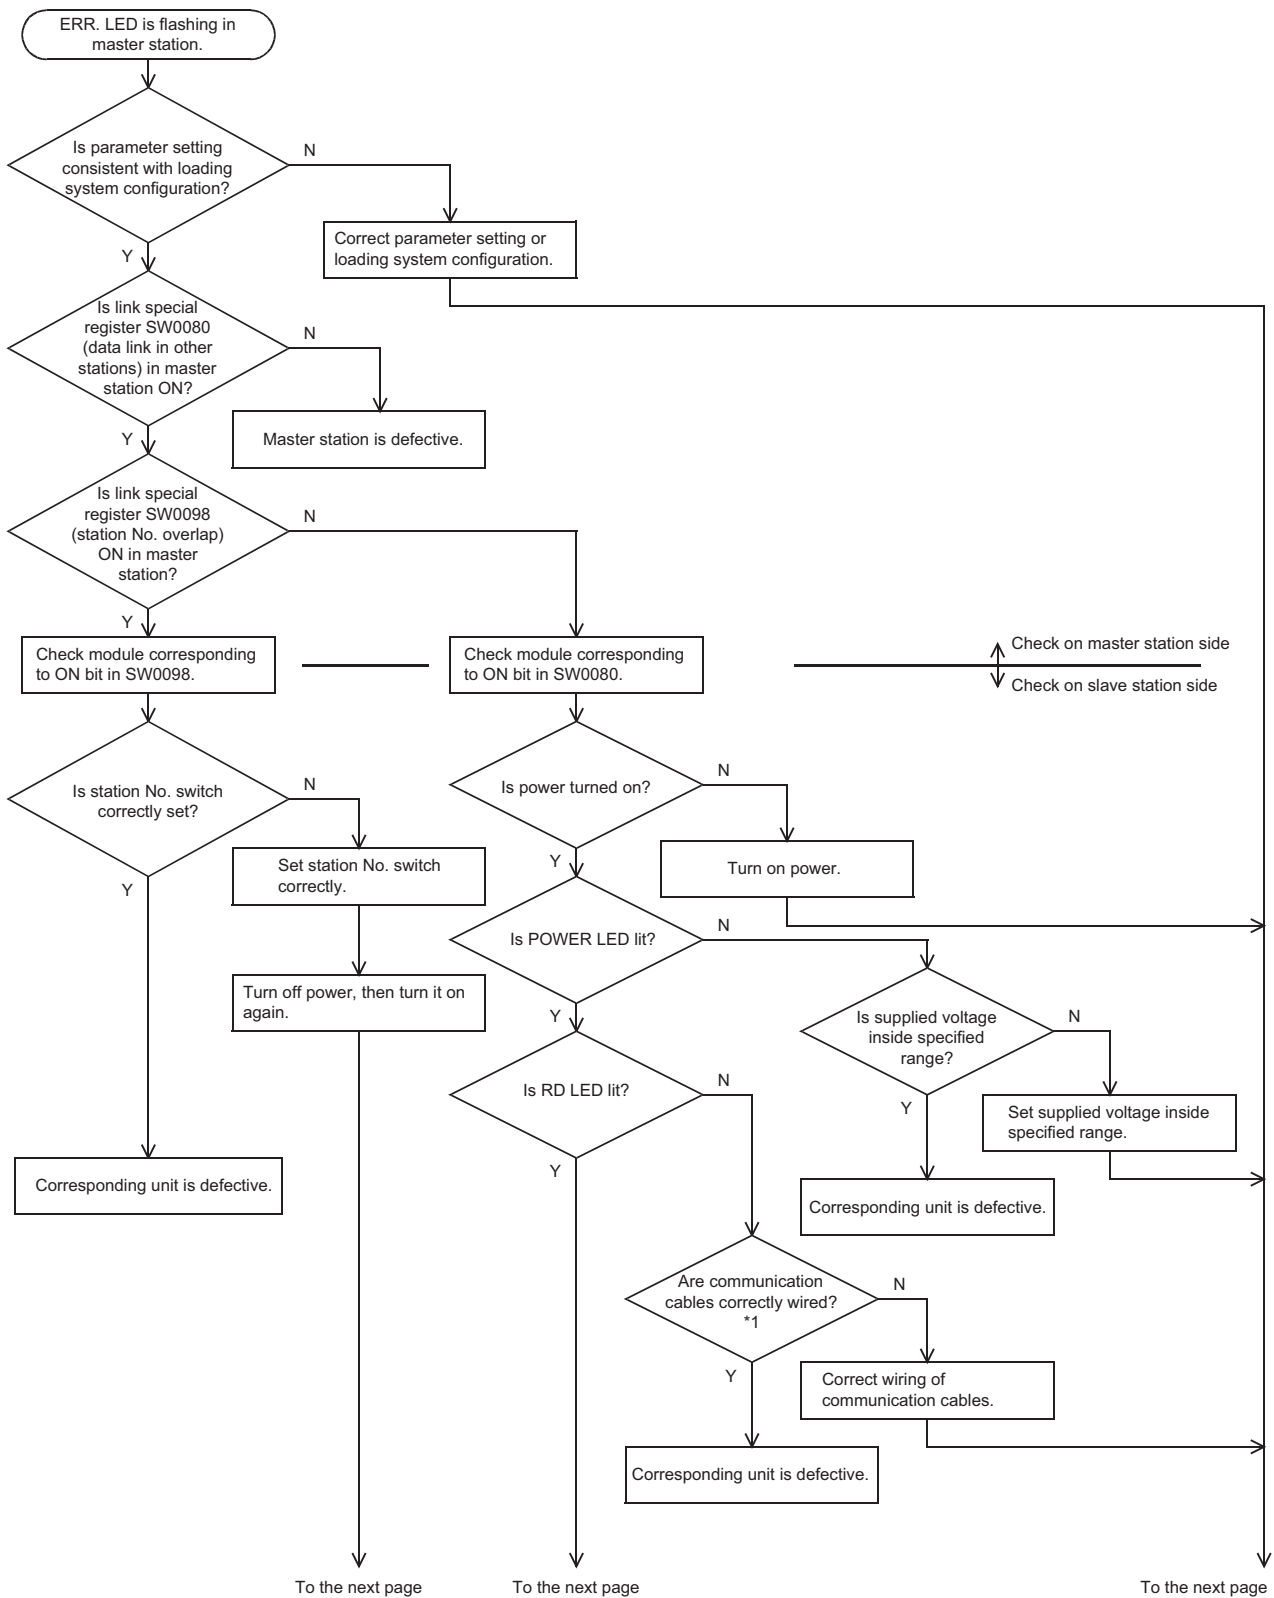 ERR. LED is flashing in
master station.
Is parameter setting
consistent with loading
system configuration?
N
Y
Correct parameter setting or
loading system configuration.
Is link special
register SW0080
(data link in other
stations) in master
station ON?
N
Y
Master station is defective.
Is link special
register SW0098
(station No. overlap)
ON in master
station?
N
Y
Check module corresponding
to ON bit in SW0098.
Check module corresponding
to ON bit in SW0080.
Check on master station side
Check on slave station side
Is station No. switch
correctly set?
N
Y
Set station No. switch
correctly.
Turn off power, then turn it on
again.
Corresponding unit is defective.
Is power turned on?
N
Y
Turn on power.
Is POWER LED lit?
N
Y
Is supplied voltage
inside specified
range?
N
Y
Set supplied voltage inside
specified range.
Corresponding unit is defective.
Is RD LED lit?
N
Y
Are communication
cables correctly wired?
*1
N
Y
Correct wiring of
communication cables.
Corresponding unit is defective.
To the next page
To the next page
To the next page